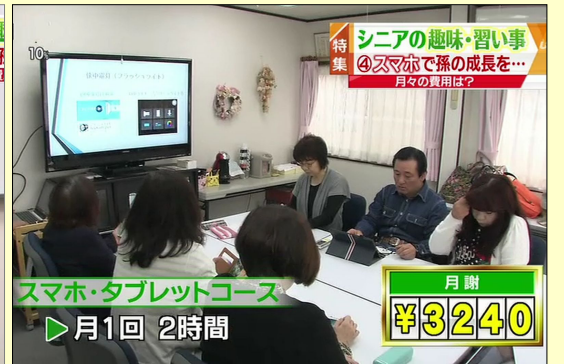 10
特集
シニアの趣味・習い事
④スマホで孫の成長を…
月々の費用は?
スマホ・タブレットコース
▶月1回 2時間
月謝
¥3240